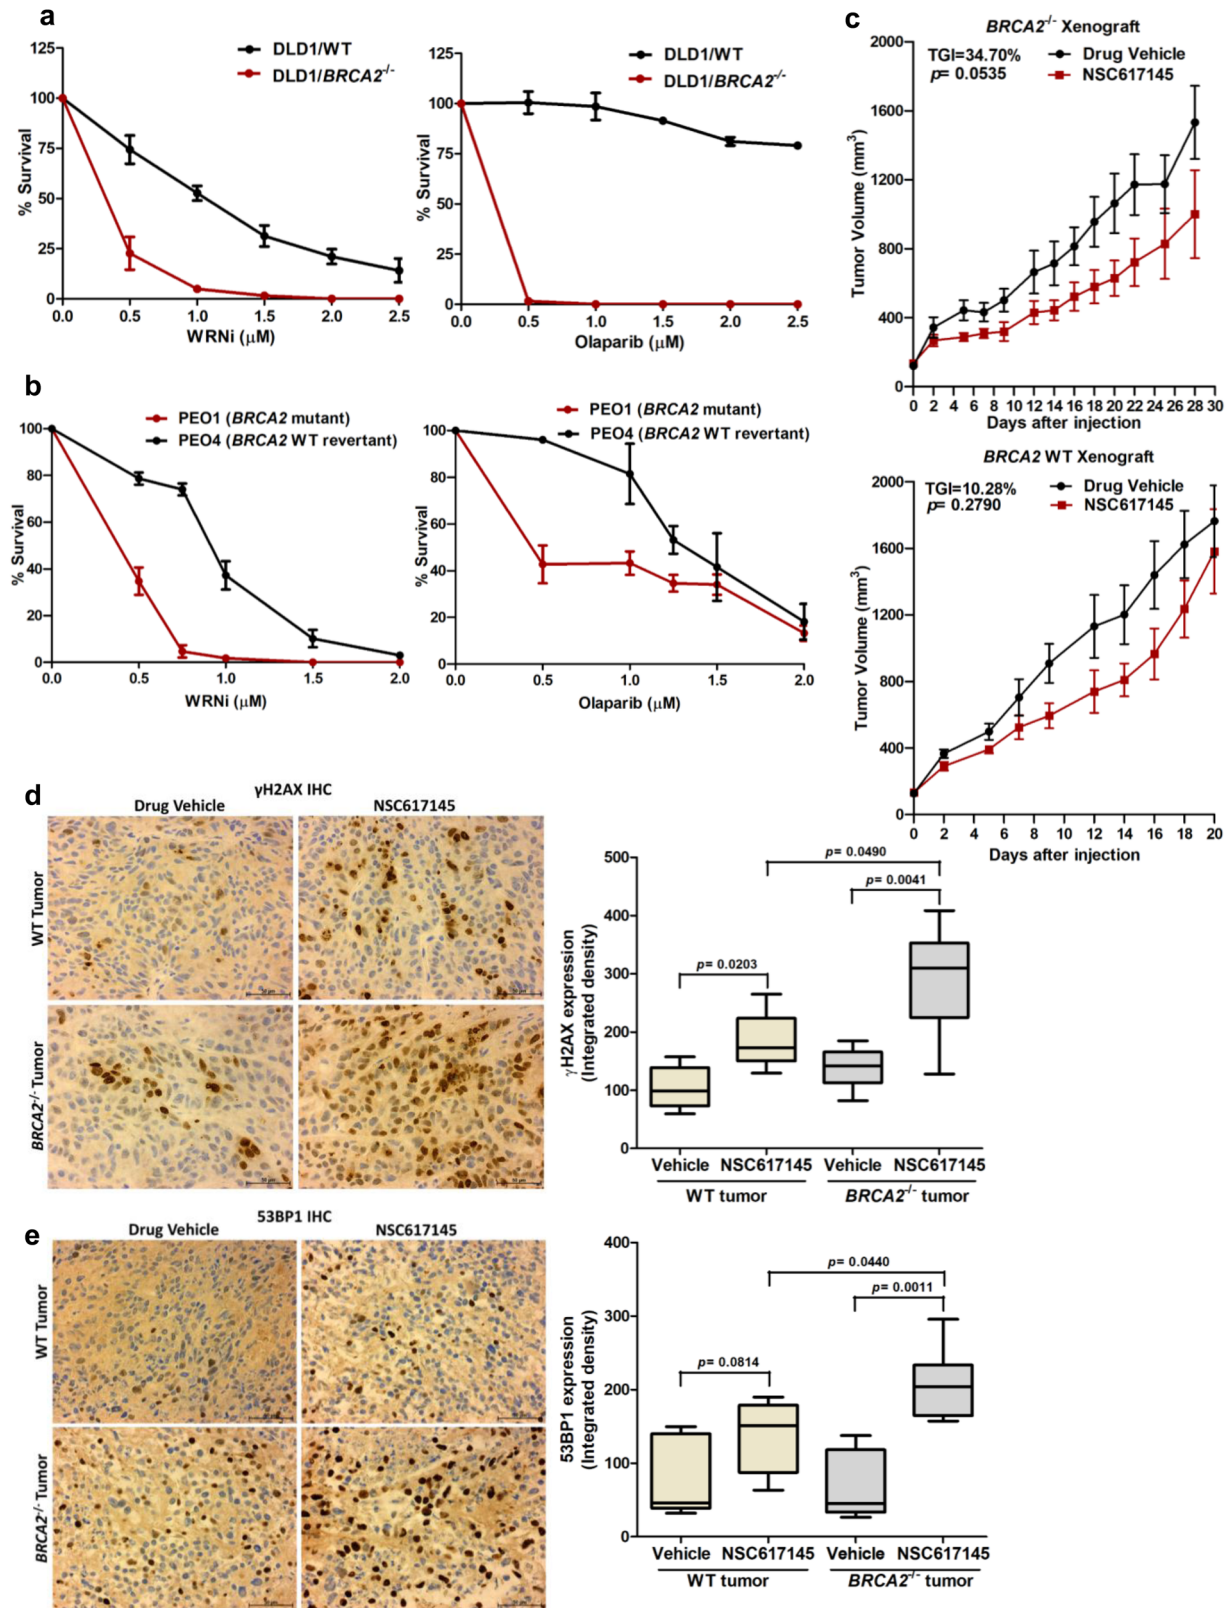 a
125
100
75
50
25
0
% Survival
DLD1/WT
DLD1/BRCA2-/-
0.0 0.5 1.0 1.5 2.0 2.5
WRNi (μM)
125
100
75
50
25
0
% Survival
DLD1/WT
DLD1/BRCA2-/-
0.0 0.5 1.0 1.5 2.0 2.5
Olaparib (μM)
b
100
80
60
40
20
0
% Survival
PEO1 (BRCA2 mutant)
PEO4 (BRCA2 WT revertant)
0.0 0.5 1.0 1.5 2.0
WRNi (μM)
100
80
60
40
20
0
% Survival
PEO1 (BRCA2 mutant)
PEO4 (BRCA2 WT revertant)
0.0 0.5 1.0 1.5 2.0
Olaparib (μM)
c
BRCA2-/- Xenograft
TGI=34.70%
p= 0.0535
Drug Vehicle
NSC617145
2000
1600
1200
800
400
0
Tumor Volume (mm3)
0 2 4 6 8 10 12 14 16 18 20 22 24 26 28 30
Days after injection
BRCA2 WT Xenograft
TGI=10.28%
p= 0.2790
Drug Vehicle
NSC617145
2000
1600
1200
800
400
0
Tumor Volume (mm3)
0 2 4 6 8 10 12 14 16 18 20
Days after injection
d
γH2AX IHC
Drug Vehicle NSC617145
WT Tumor
BRCA2-/- Tumor
500
400
300
200
100
0
γH2AX expression
(Integrated density)
p= 0.0490
p= 0.0041
p= 0.0203
Vehicle NSC617145 Vehicle NSC617145
WT tumor BRCA2-/- tumor
e
53BP1 IHC
Drug Vehicle NSC617145
WT Tumor
BRCA2-/- Tumor
400
300
200
100
0
53BP1 expression
(Integrated density)
p= 0.0440
p= 0.0011
p= 0.0814
Vehicle NSC617145 Vehicle NSC617145
WT tumor BRCA2-/- tumor